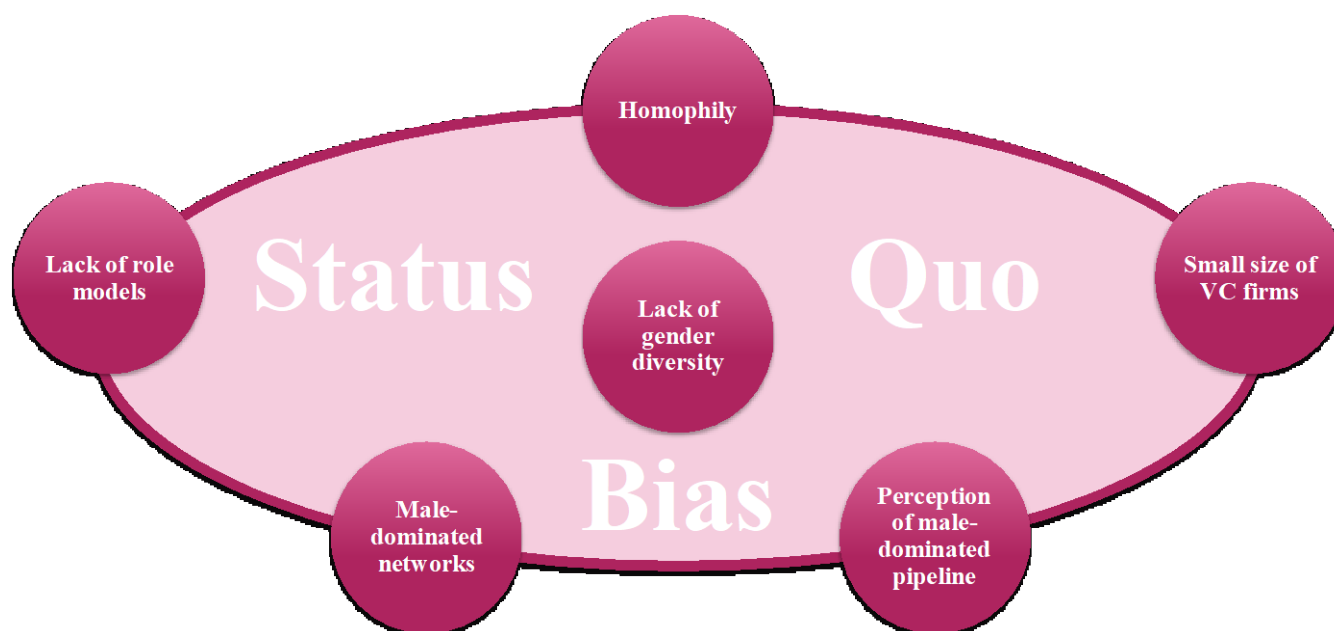 Homophily
Lack of role
models
Status
Quo
Small size of
VC firms
Lack of
gender
diversity
Male-
dominated
networks
Bias
Perception
of male-
dominated
pipeline